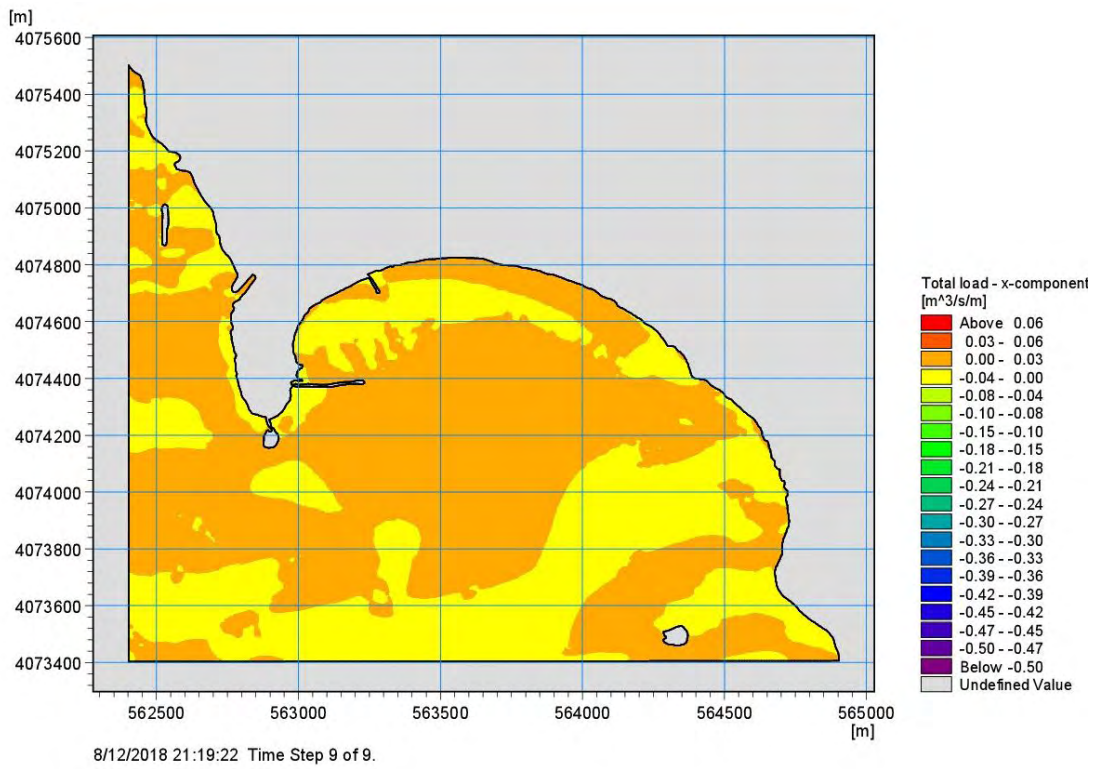 [m]
4075600
4075400
4075200
4075000
4074800
4074600
4074400
4074200
4074000
4073800
4073600
4073400
562500 563000 563500 564000 564500 565000
[m]
8/12/2018 21:19:22 Time Step 9 of 9.
Total load - x-component
[m^3/s/m]
Above 0.06
0.03 - 0.06
0.00 - 0.03
-0.04 - 0.00
-0.08 - -0.04
-0.10 - -0.08
-0.15 - -0.10
-0.18 - -0.15
-0.21 - -0.18
-0.24 - -0.21
-0.27 - -0.24
-0.30 - -0.27
-0.33 - -0.30
-0.36 - -0.33
-0.39 - -0.36
-0.42 - -0.39
-0.45 - -0.42
-0.47 - -0.45
-0.50 - -0.47
Below -0.50
Undefined Value